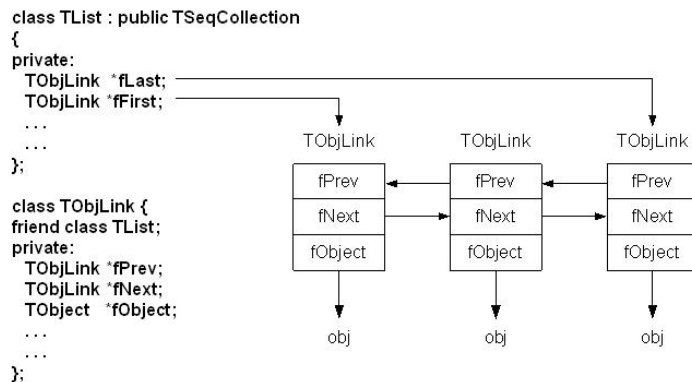 class TList : public TSeqCollection
{
private:
TObjLink *fLast;
TObjLink *fFirst;
...
...
};
class TObjLink {
friend class TList;
private:
TObjLink *fPrev;
TObjLink *fNext;
TObject *fObject;
...
...
};
TObjLink TObjLink TObjLink
fPrev fPrev fPrev
fNext fNext fNext
fObject fObject fObject
obj obj obj